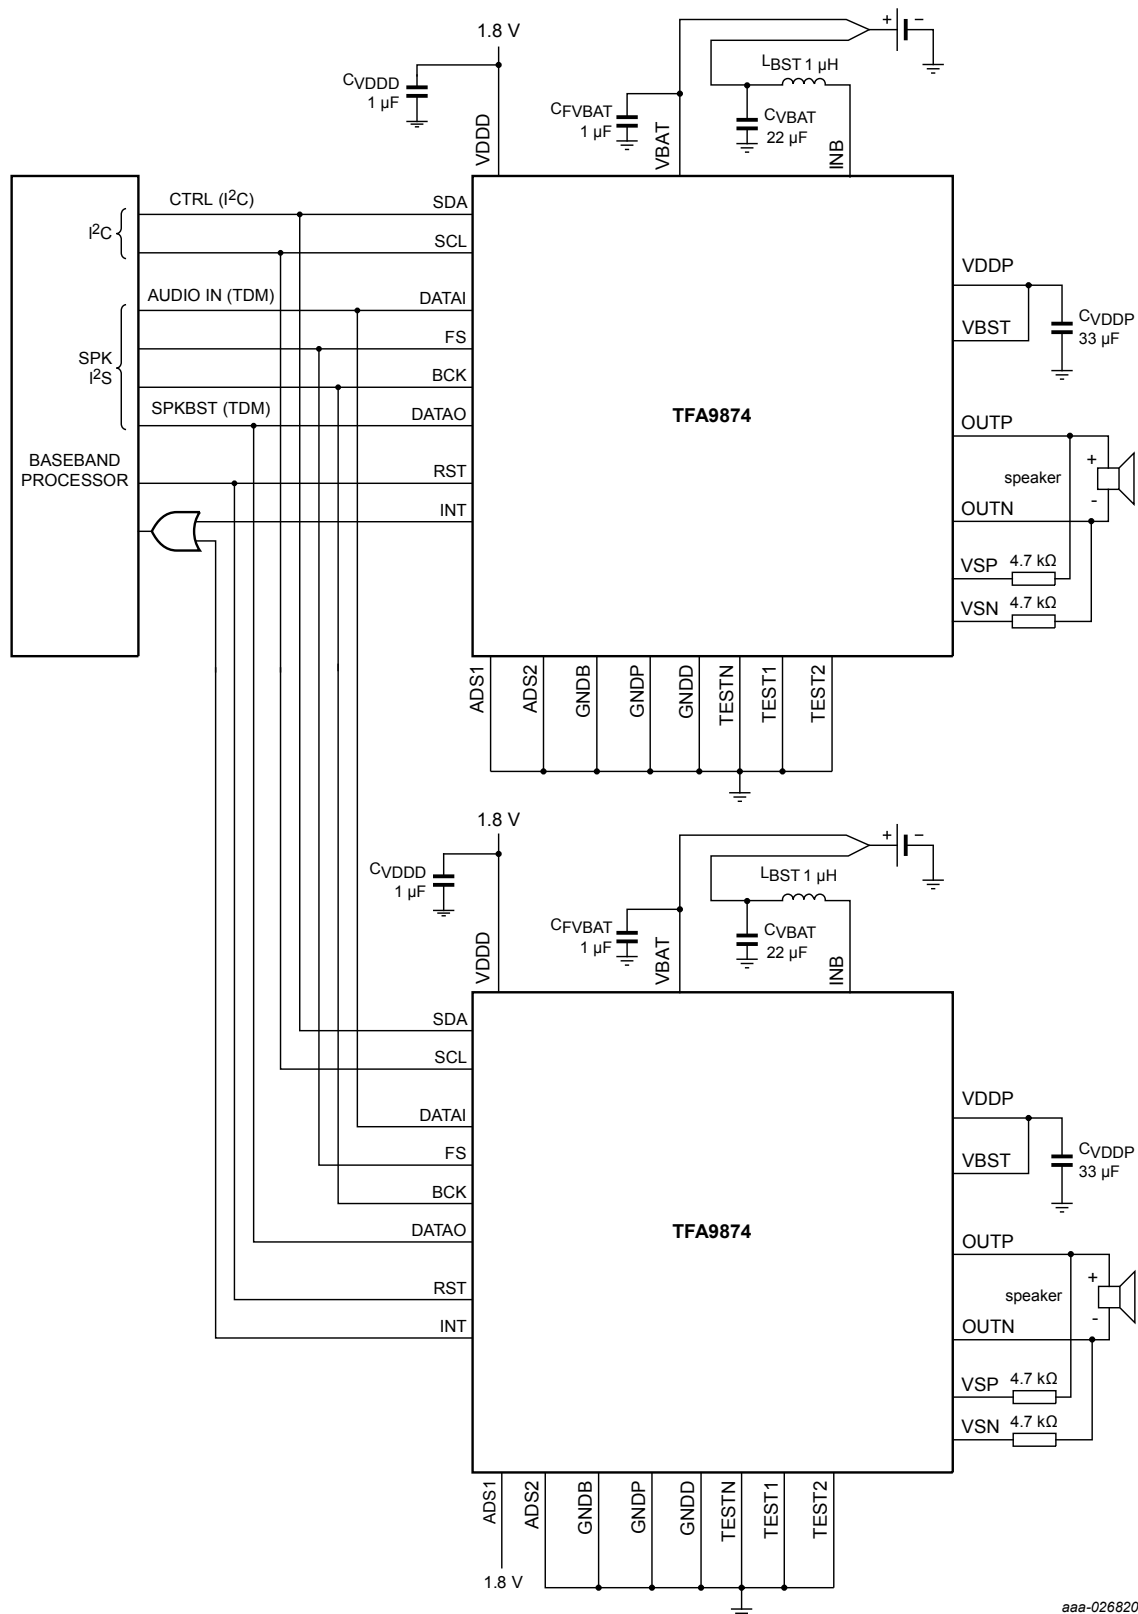 1.8 V
+ −
LBST 1 µH
CVDDD
1 µF
CFVBAT
1 µF
CVBAT
22 µF
VDDD
VBAT
INB
CTRL (I2C)
SDA
I2C
SCL
AUDIO IN (TDM)
DATAI
FS
SPK
I2S
BCK
SPKBST (TDM)
DATAO
BASEBAND
PROCESSOR
RST
INT
TFA9874
VDDP
VBST
CVDDP
33 µF
OUTP
+
speaker
-
OUTN
VSP
4.7 kΩ
VSN
4.7 kΩ
ADS1
ADS2
GNDB
GNDP
GNDD
TESTN
TEST1
TEST2
1.8 V
+ −
LBST 1 µH
CVDDD
1 µF
CFVBAT
1 µF
CVBAT
22 µF
VDDD
VBAT
INB
SDA
SCL
DATAI
FS
BCK
DATAO
RST
INT
TFA9874
VDDP
VBST
CVDDP
33 µF
OUTP
+
speaker
-
OUTN
VSP
4.7 kΩ
VSN
4.7 kΩ
ADS1
ADS2
GNDB
GNDP
GNDD
TESTN
TEST1
TEST2
1.8 V
aaa-026820